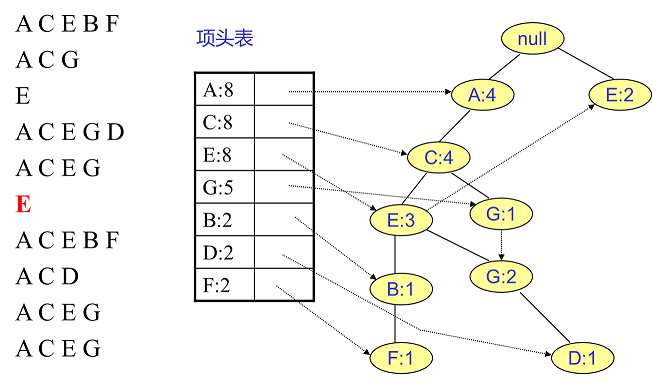 A C E B F
A C G
E
A C E G D
A C E G
E
A C E B F
A C D
A C E G
A C E G
项头表
A:8
C:8
E:8
G:5
B:2
D:2
F:2
null
A:4
E:2
C:4
E:3
G:1
B:1
G:2
F:1
D:1